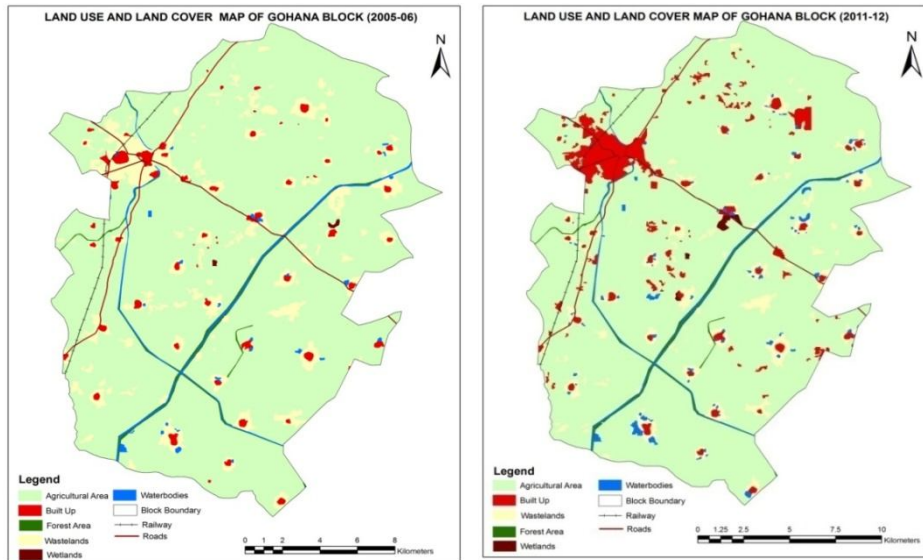 LAND USE AND LAND COVER MAP OF GOHANA BLOCK (2005-06)
N
Legend
Agricultural Area
Built Up
Forest Area
Wastelands
Wetlands
Waterbodies
Block Boundary
Railway
Roads
0 1 2 4 6 8
Kilometers
LAND USE AND LAND COVER MAP OF GOHANA BLOCK (2011-12)
N
Legend
Agricultural Area
Built Up
Wastelands
Forest Area
Wetlands
Waterbodies
Block Boundary
Railway
Roads
0 1.25 2.5 5 7.5 10
Kilometers